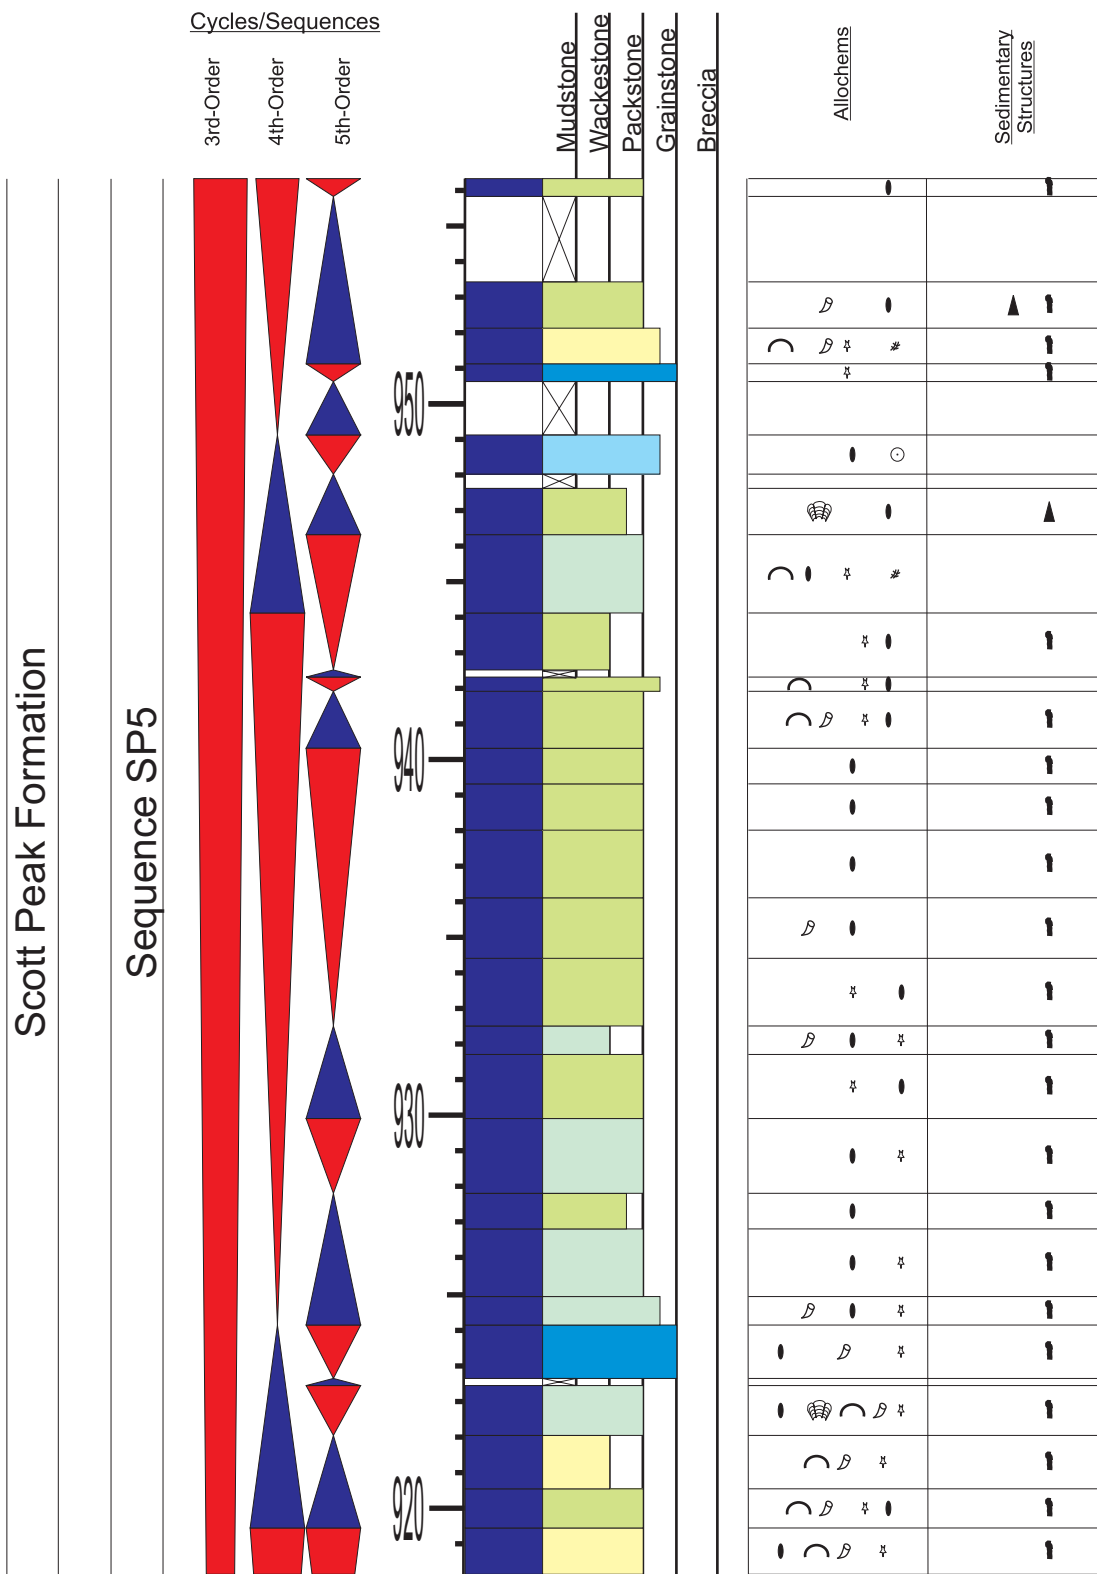 Cycles/Sequences
3rd-Order
4th-Order
5th-Order
Mudstone
Wackestone
Packstone
Grainstone
Breccia
Allochems
Sedimentary
Structures
Scott Peak Formation
Sequence SP5
950
940
930
920